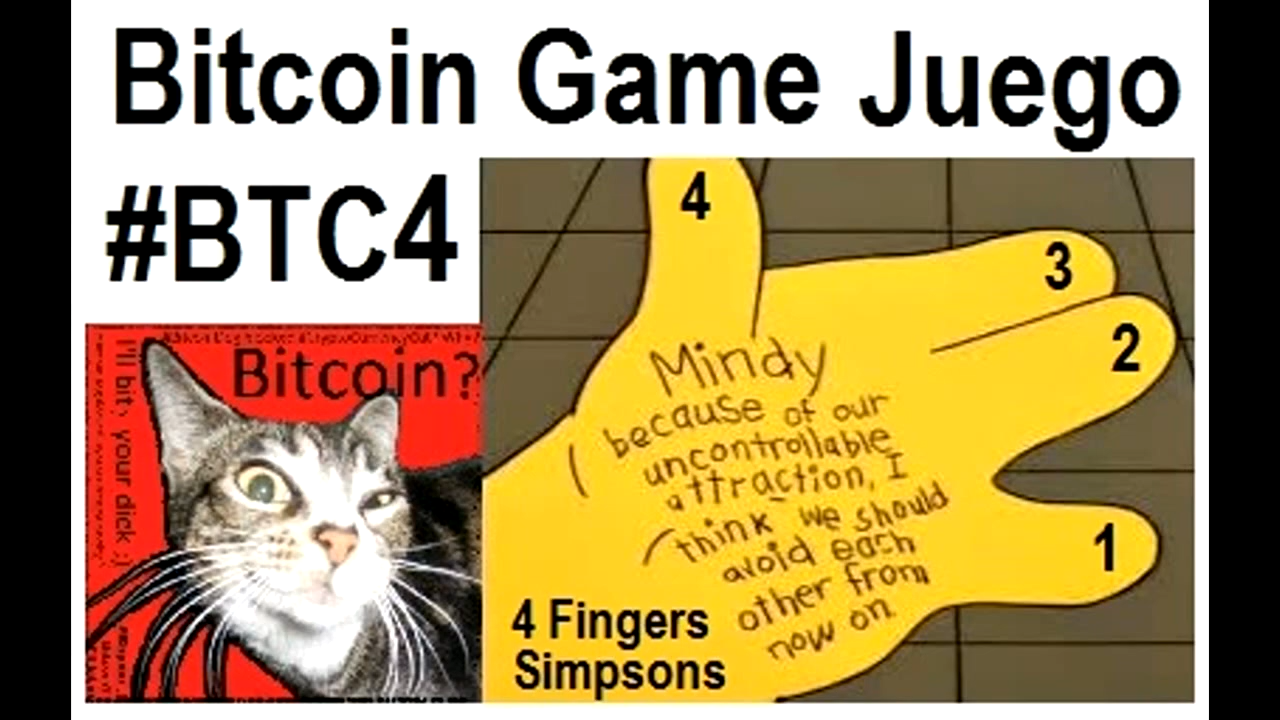 Bitcoin Game Juego
#BTC4
Bitcoin?
I'll bit, your dick :)
4
3
2
1
Mindy
because of our
uncontrollable
attraction, I
think we should
avoid each
other from
now on
4 Fingers
Simpsons